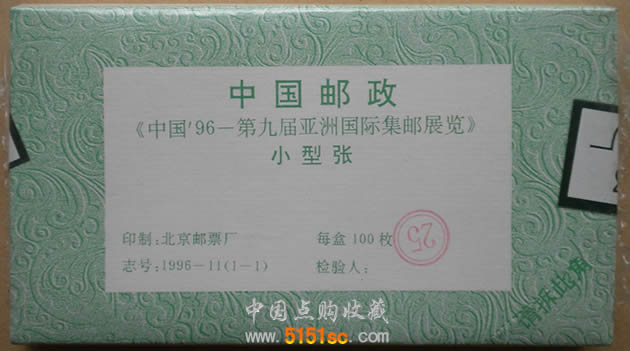 中国邮政
《中国'96－第九届亚洲国际集邮展览》
小型张
印制:北京邮票厂
每盒100枚
25
志号:1996－11(1－1)
检验人:
请拆此角
中国点购收藏
www.5151sc.com